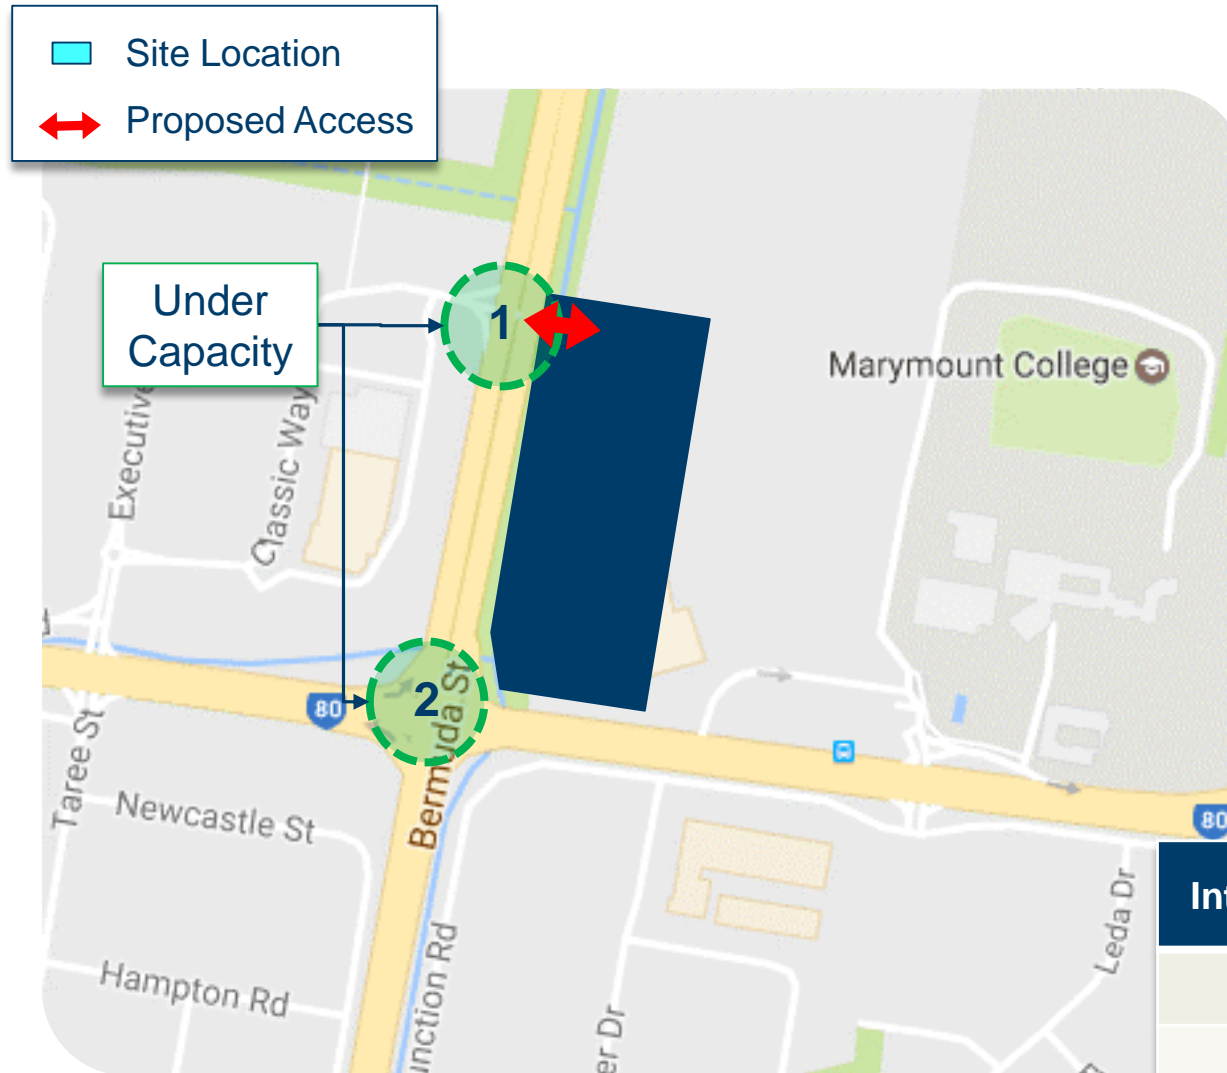 Site Location
Proposed Access
Under
Capacity
1
Marymount College
Executive
Classic Way
2
80
Bermuda St
Taree St
Newcastle St
80
Leda Dr
Hampton Rd
Rd
Dr